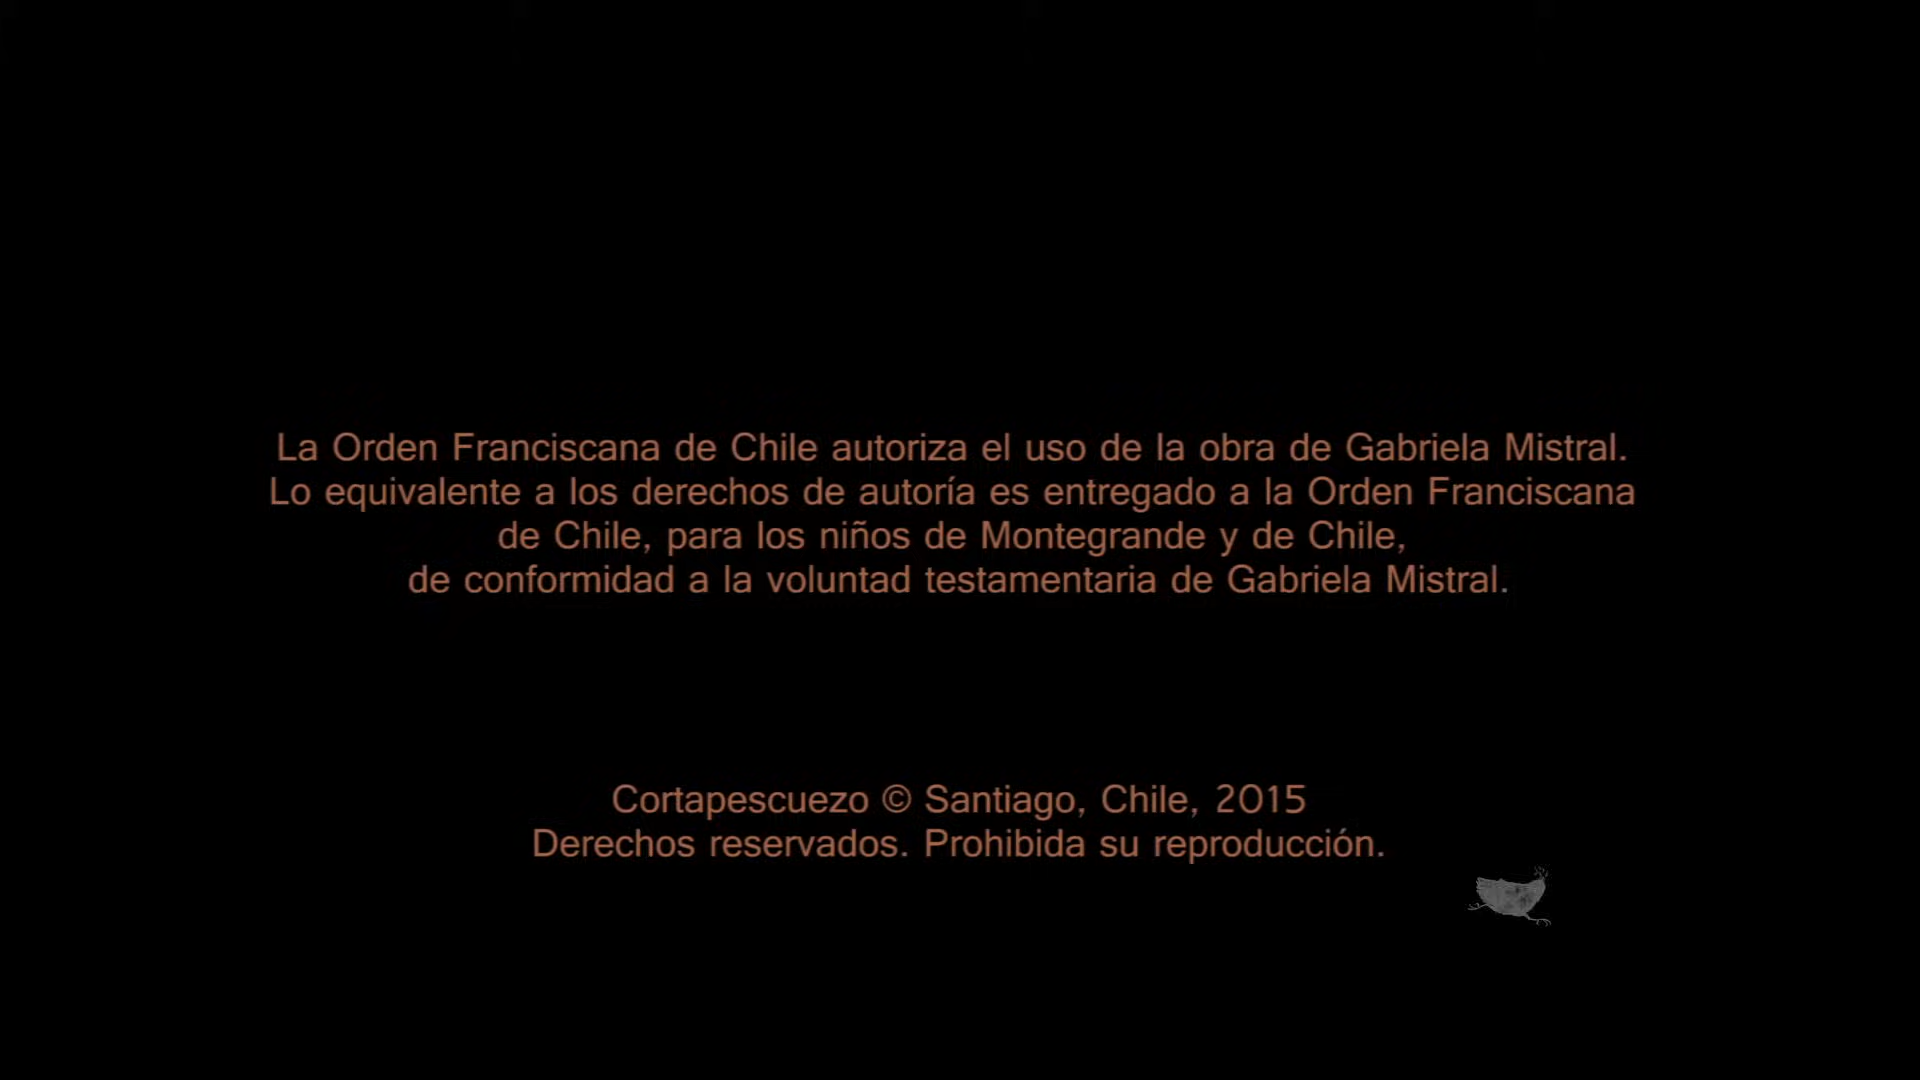 La Orden Franciscana de Chile autoriza el uso de la obra de Gabriela Mistral.
Lo equivalente a los derechos de autoría es entregado a la Orden Franciscana
de Chile, para los niños de Montegrande y de Chile,
de conformidad a la voluntad testamentaria de Gabriela Mistral.
Cortapescuezo © Santiago, Chile, 2015
Derechos reservados. Prohibida su reproducción.